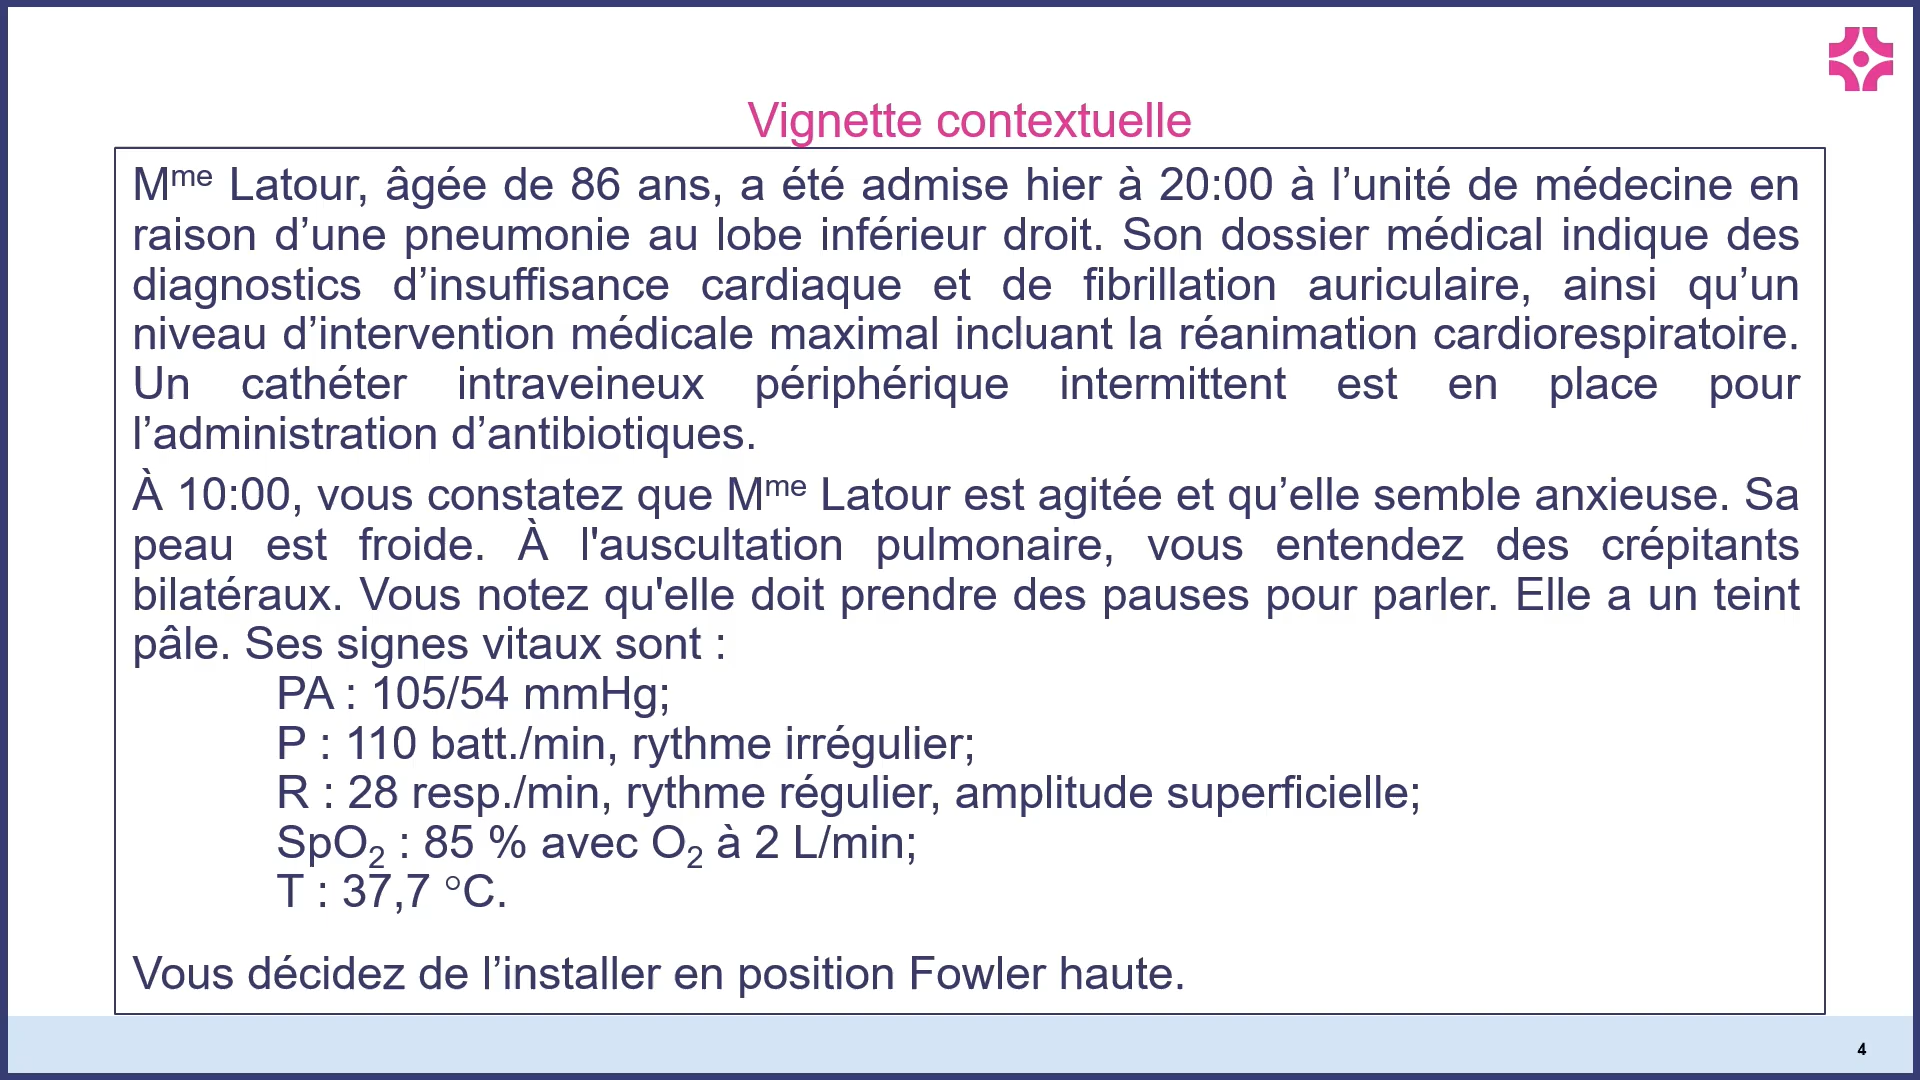 Vignette contextuelle
Mme Latour, âgée de 86 ans, a été admise hier à 20:00 à l’unité de médecine en
raison d’une pneumonie au lobe inférieur droit. Son dossier médical indique des
diagnostics d’insuffisance cardiaque et de fibrillation auriculaire, ainsi qu’un
niveau d’intervention médicale maximal incluant la réanimation cardiorespiratoire.
Un cathéter intraveineux périphérique intermittent est en place pour
l’administration d’antibiotiques.
À 10:00, vous constatez que Mme Latour est agitée et qu’elle semble anxieuse. Sa
peau est froide. À l'auscultation pulmonaire, vous entendez des crépitants
bilatéraux. Vous notez qu'elle doit prendre des pauses pour parler. Elle a un teint
pâle. Ses signes vitaux sont :
PA : 105/54 mmHg;
P : 110 batt./min, rythme irrégulier;
R : 28 resp./min, rythme régulier, amplitude superficielle;
SpO2 : 85 % avec O2 à 2 L/min;
T : 37,7 °C.
Vous décidez de l’installer en position Fowler haute.
4